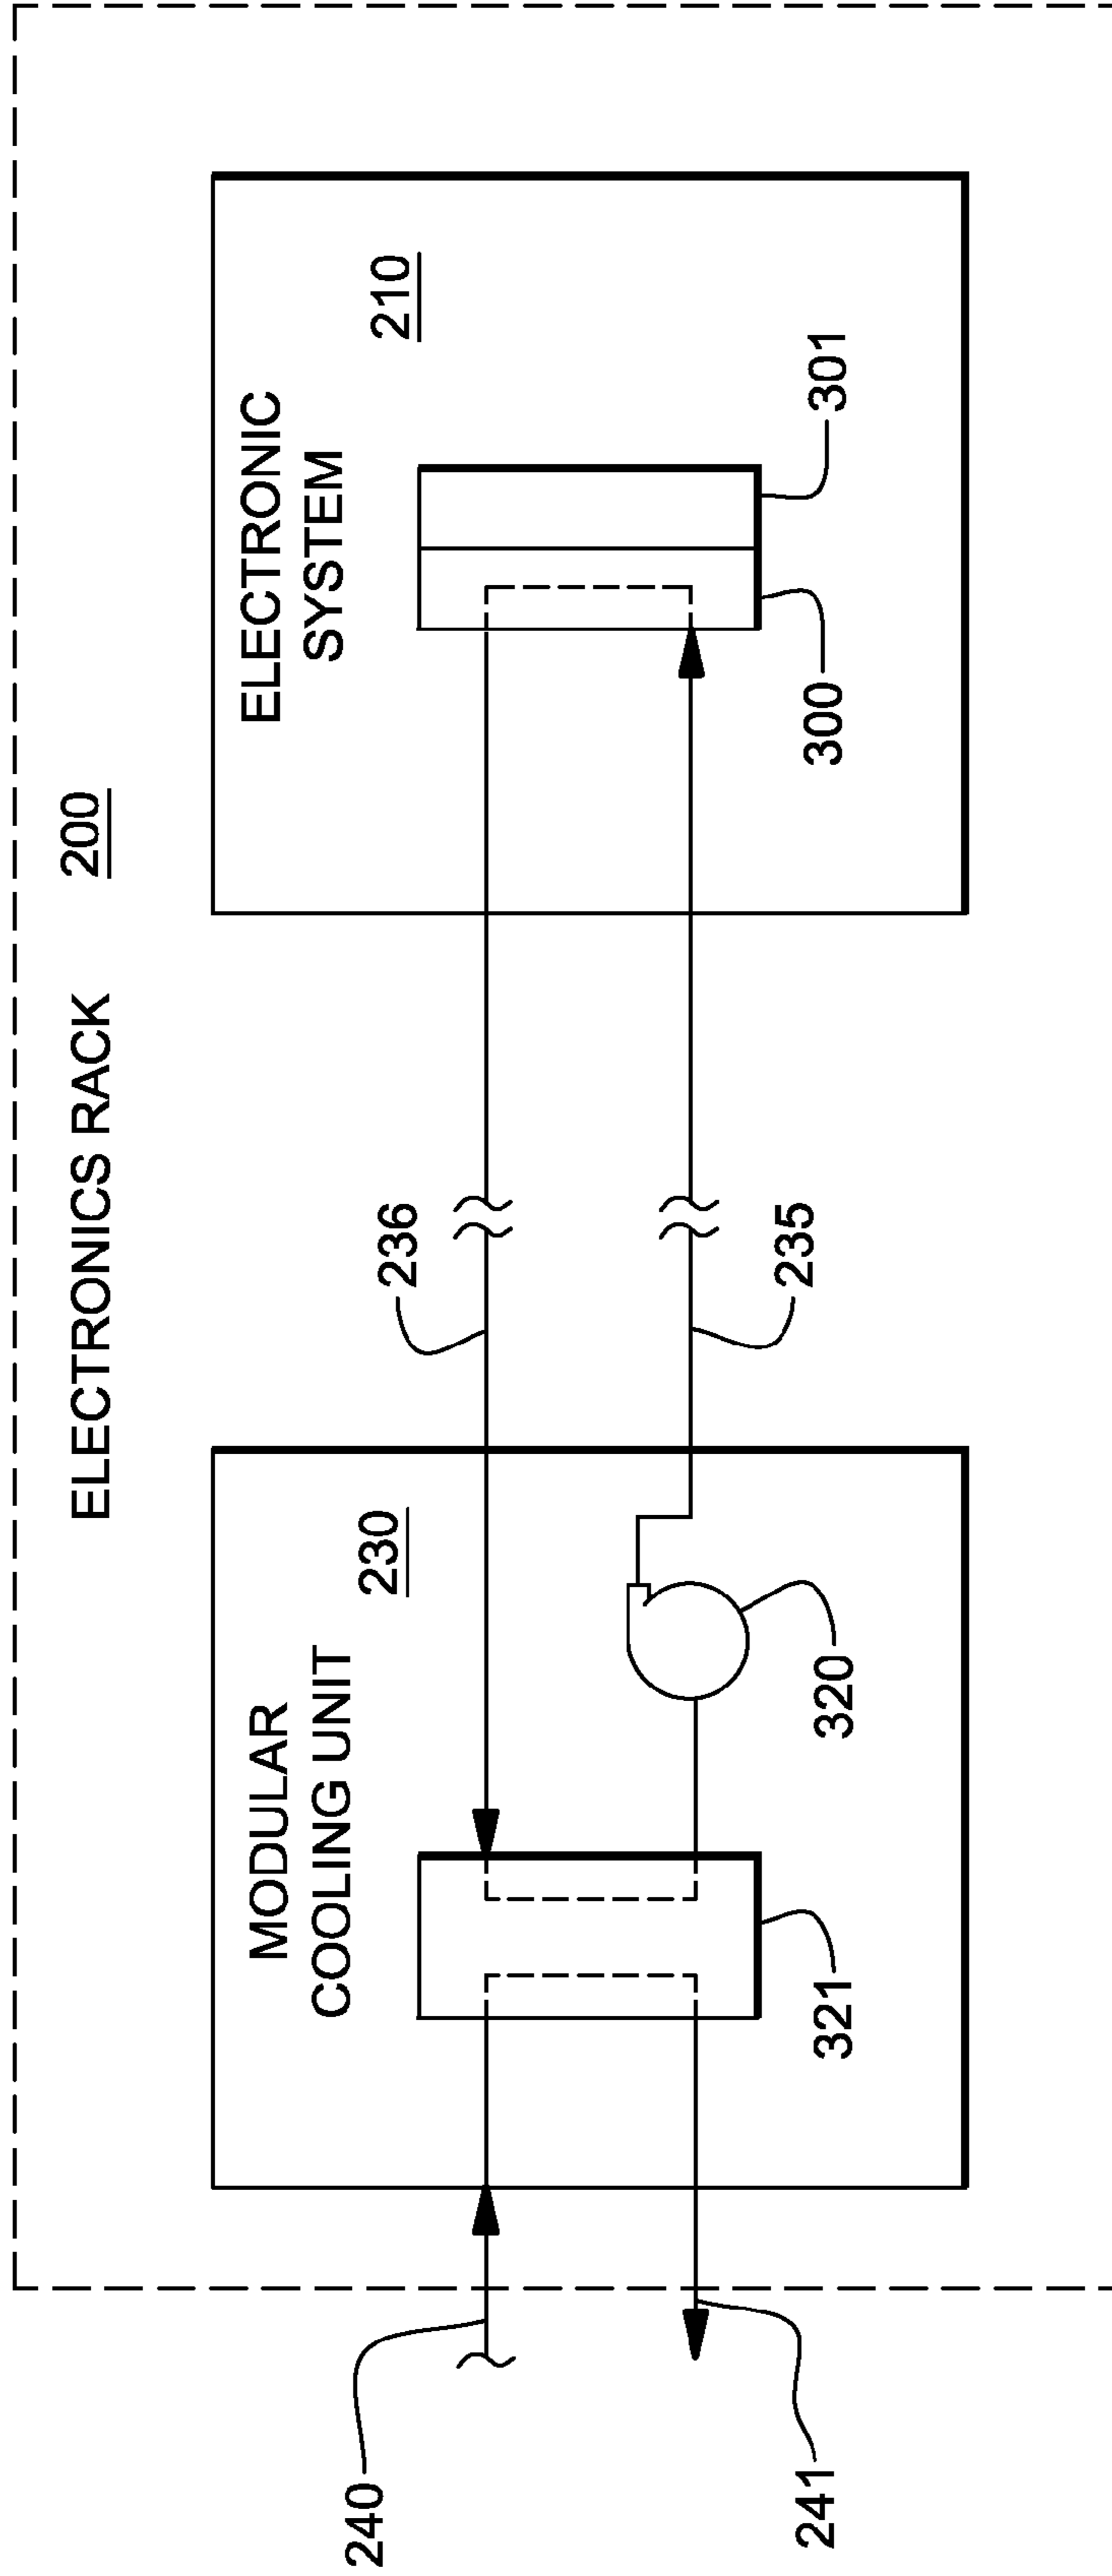 ELECTRONICS RACK 200
MODULAR
COOLING UNIT
230
ELECTRONIC
SYSTEM
210
240
236
241
321
320
235
300
301